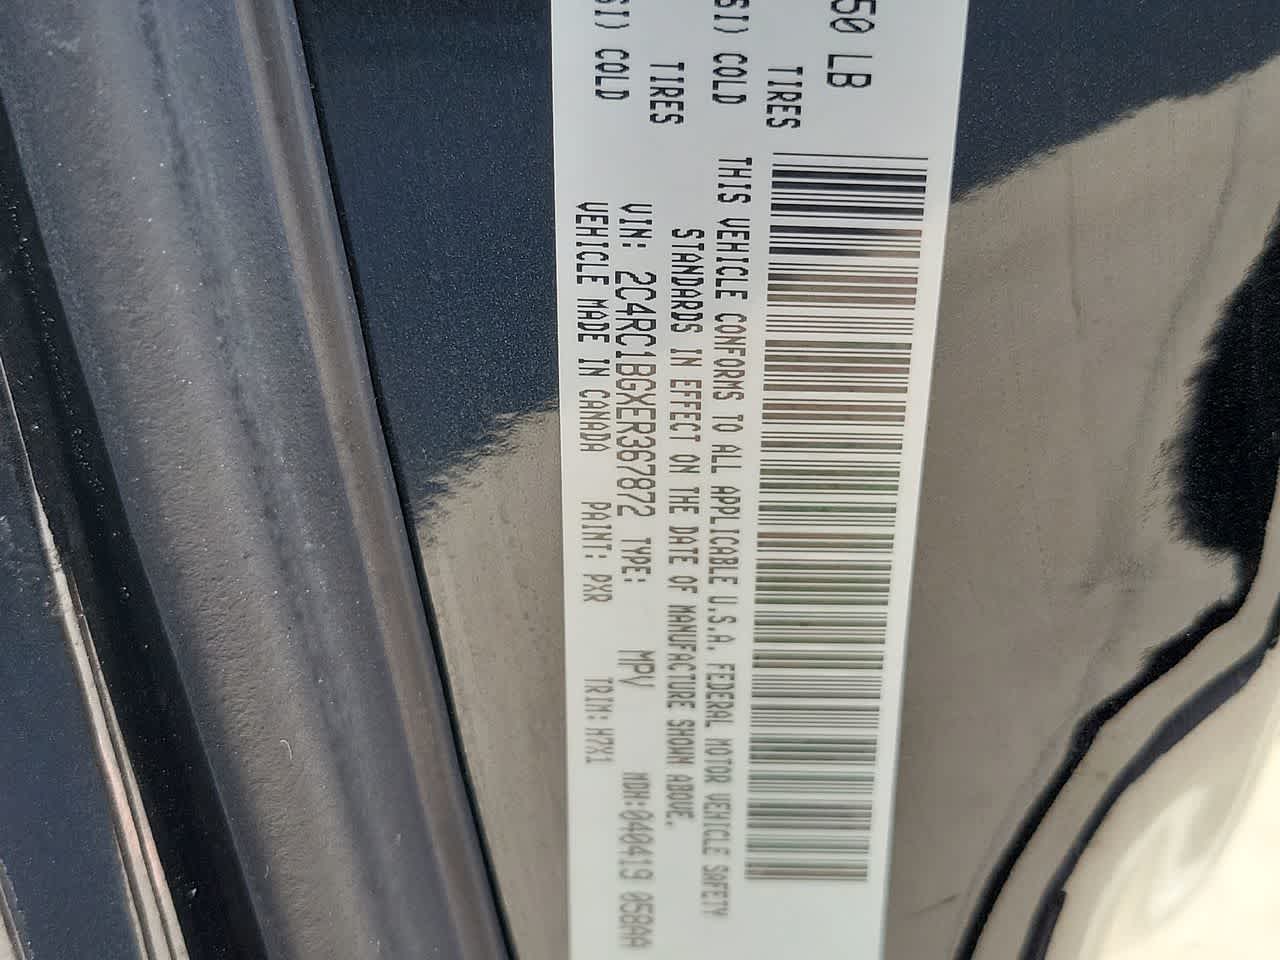 50 LB
TIRES
SI) COLD
TIRES
SI) COLD
THIS VEHICLE CONFORMS TO ALL APPLICABLE U.S.A. FEDERAL MOTOR VEHICLE SAFETY
STANDARDS IN EFFECT ON THE DATE OF MANUFACTURE SHOWN ABOVE.
VIN: 2C4RC1BGXER367872 TYPE: MPV MDH:040419 058AA
VEHICLE MADE IN CANADA PAINT: PXR TRIM: H7X1